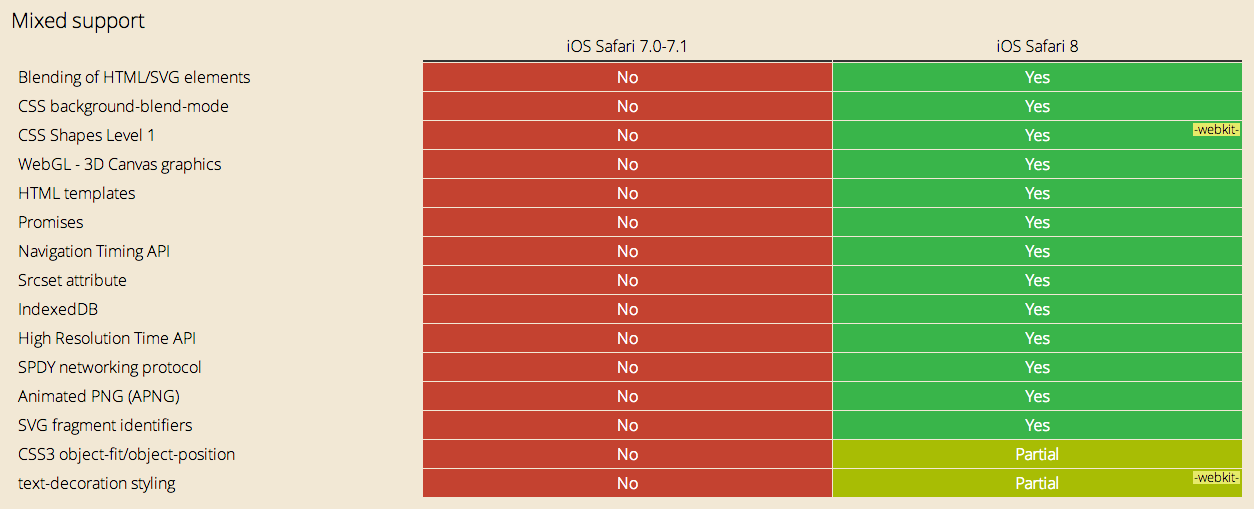 Mixed support
iOS Safari 7.0-7.1 iOS Safari 8
Blending of HTML/SVG elements No Yes
CSS background-blend-mode No Yes
CSS Shapes Level 1 No Yes -webkit-
WebGL - 3D Canvas graphics No Yes
HTML templates No Yes
Promises No Yes
Navigation Timing API No Yes
Srcset attribute No Yes
IndexedDB No Yes
High Resolution Time API No Yes
SPDY networking protocol No Yes
Animated PNG (APNG) No Yes
SVG fragment identifiers No Yes
CSS3 object-fit/object-position No Partial
text-decoration styling No Partial -webkit-